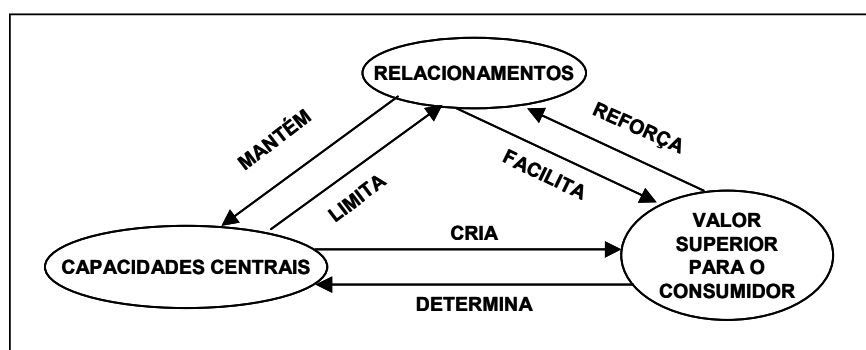 RELACIONAMENTOS
MANTÉM
LIMITA
REFORÇA
FACILITA
CAPACIDADES CENTRAIS
CRIA
DETERMINA
VALOR
SUPERIOR
PARA O
CONSUMIDOR